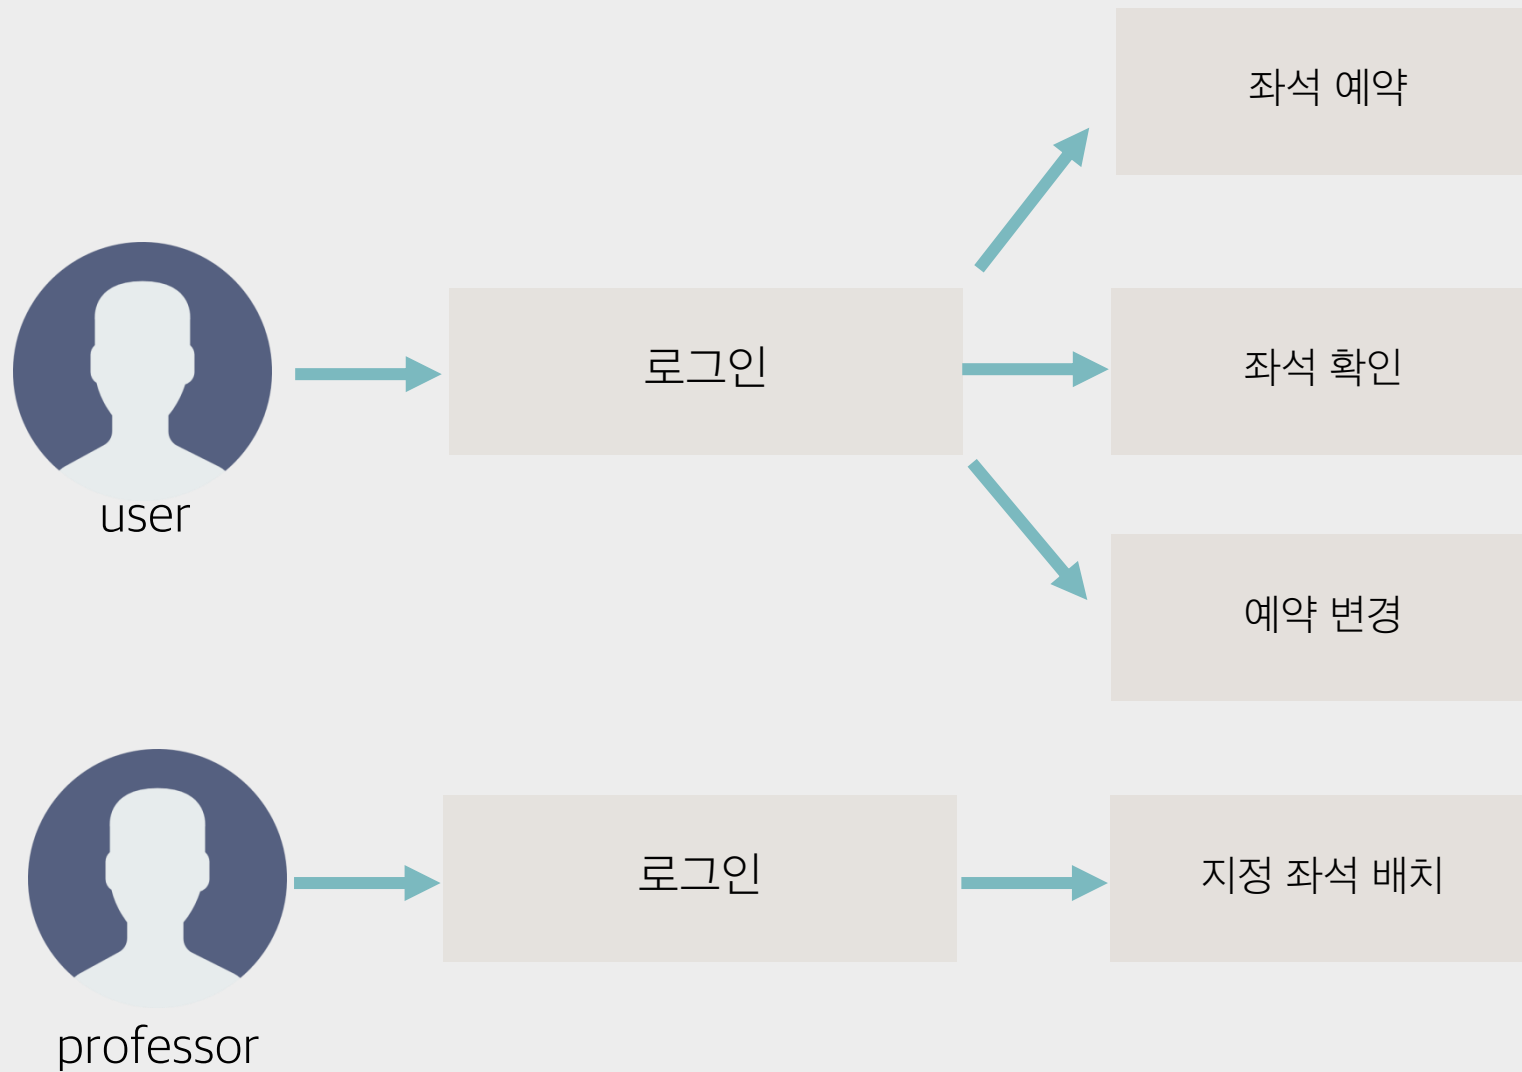 좌석 예약
user
로그인
좌석 확인
예약 변경
professor
로그인
지정 좌석 배치